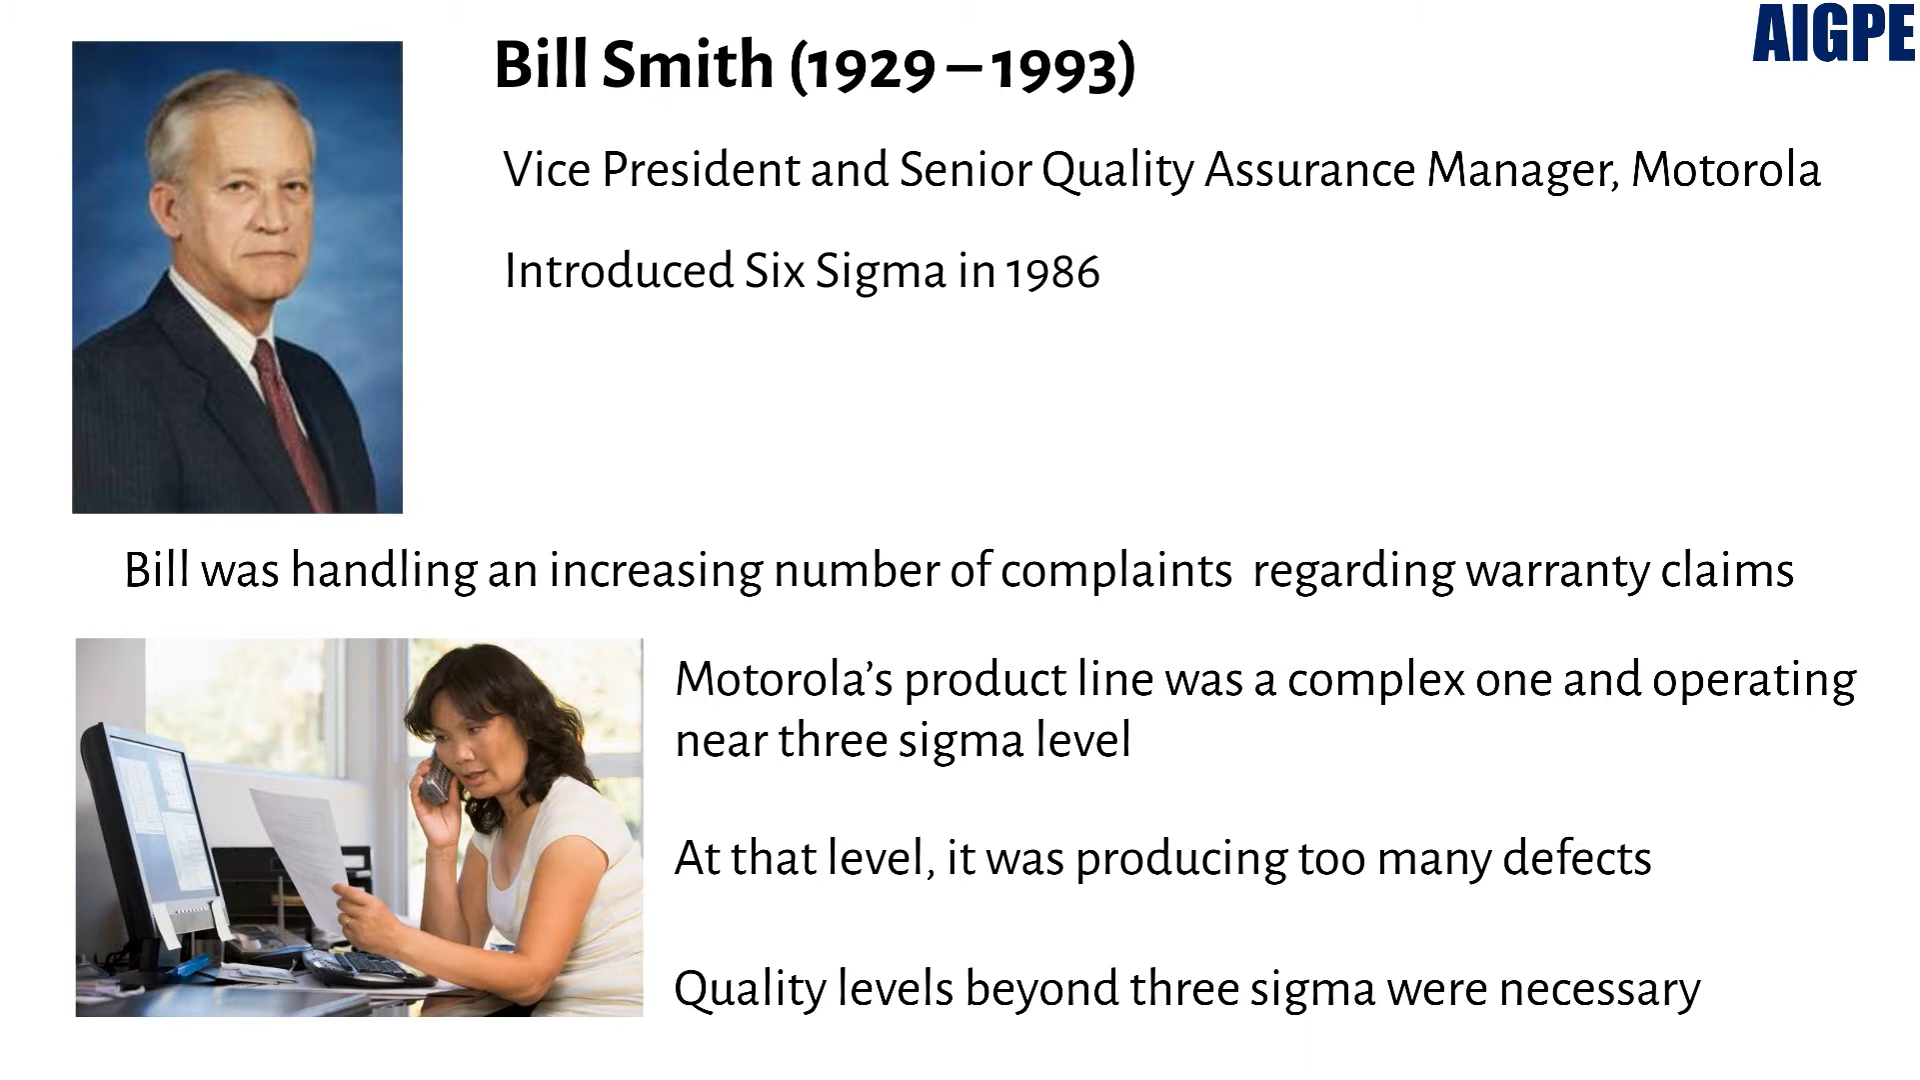 AIGPE
Bill Smith (1929 – 1993)
Vice President and Senior Quality Assurance Manager, Motorola
Introduced Six Sigma in 1986
Bill was handling an increasing number of complaints  regarding warranty claims
Motorola’s product line was a complex one and operating
near three sigma level
At that level, it was producing too many defects
Quality levels beyond three sigma were necessary